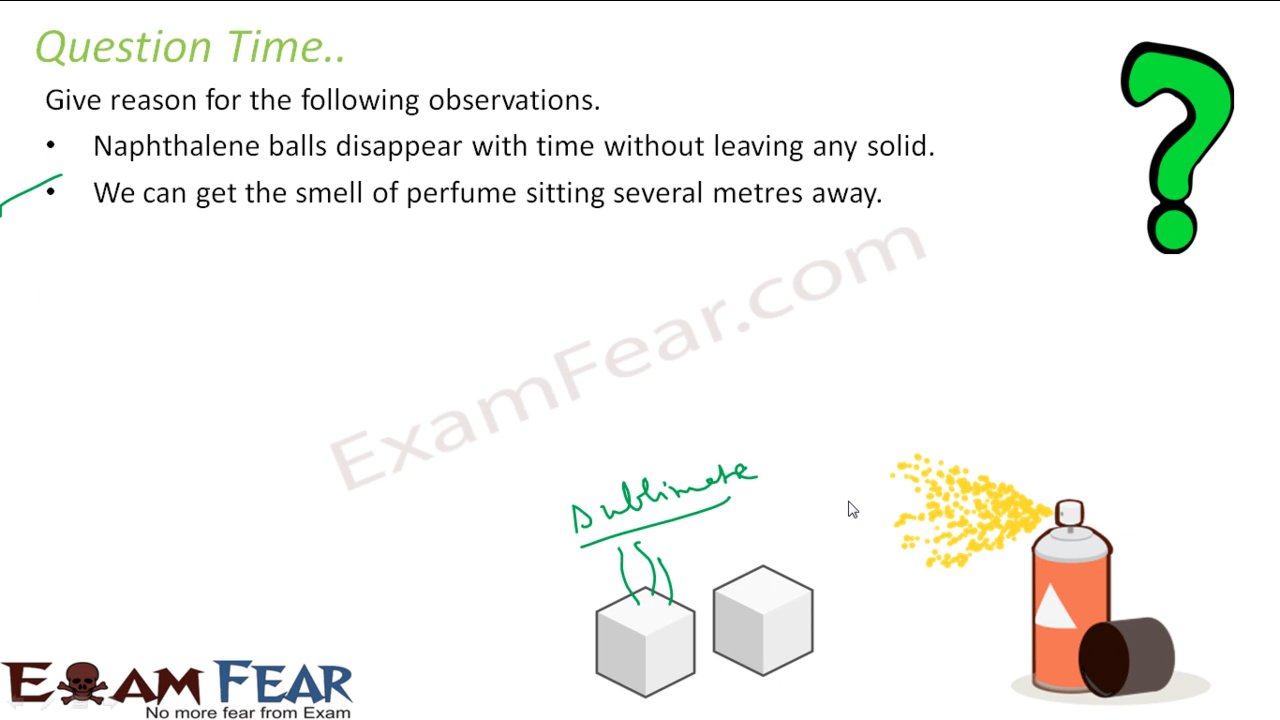 Question Time..
Give reason for the following observations.
• Naphthalene balls disappear with time without leaving any solid.
• We can get the smell of perfume sitting several metres away.
ExamFear.com
Sublimate
EXAM FEAR
No more fear from Exam